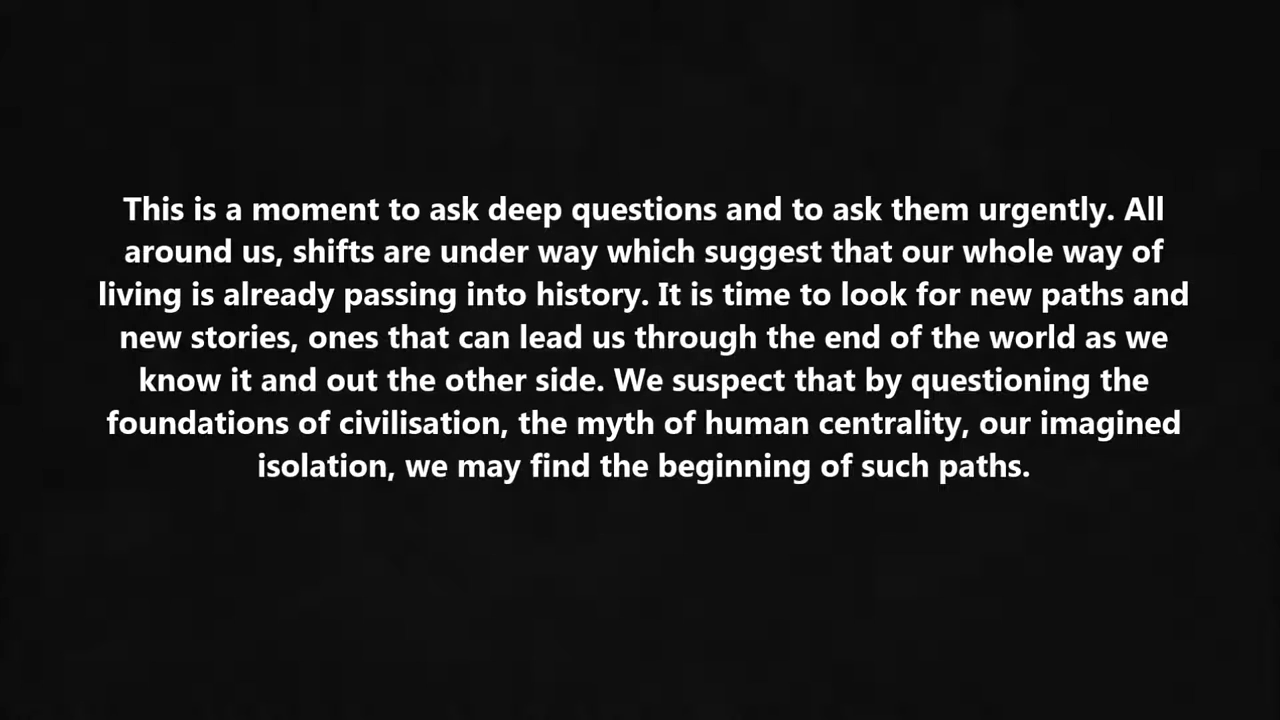 This is a moment to ask deep questions and to ask them urgently. All
around us, shifts are under way which suggest that our whole way of
living is already passing into history. It is time to look for new paths and
new stories, ones that can lead us through the end of the world as we
know it and out the other side. We suspect that by questioning the
foundations of civilisation, the myth of human centrality, our imagined
isolation, we may find the beginning of such paths.